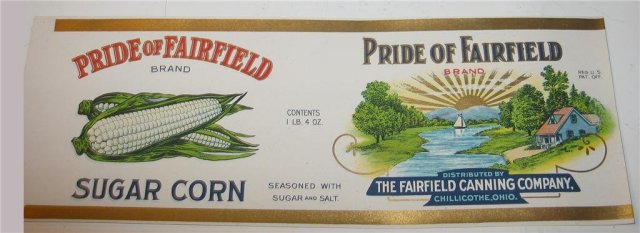 PRIDE OF FAIRFIELD
BRAND
SUGAR CORN
CONTENTS
1 LB. 4 OZ.
SEASONED WITH
SUGAR AND SALT.
PRIDE OF FAIRFIELD
BRAND
REG. U.S.
PAT. OFF.
DISTRIBUTED BY
THE FAIRFIELD CANNING COMPANY,
CHILLICOTHE, OHIO.